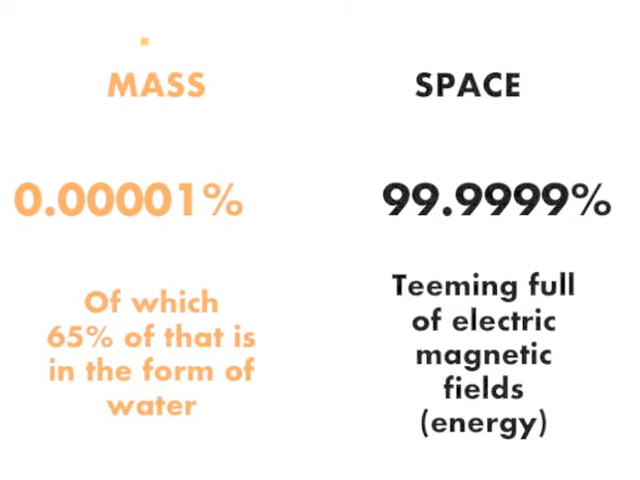 MASS
SPACE
0.00001%
99.9999%
Of which
65% of that is
in the form of
water
Teeming full
of electric
magnetic
fields
(energy)